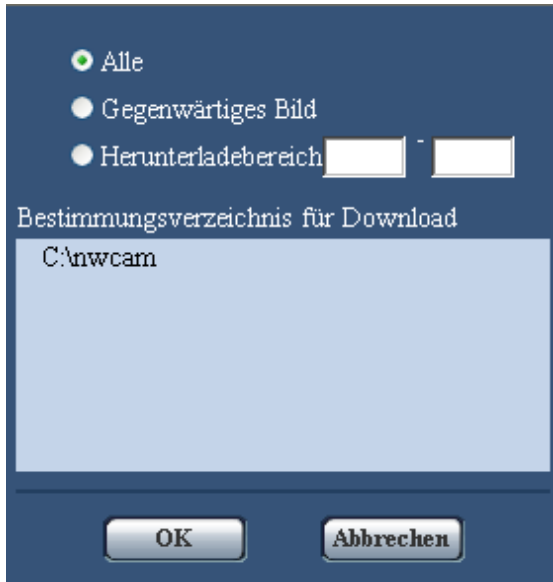 Alle
Gegenwärtiges Bild
Herunterladebereich -
Bestimmungsverzeichnis für Download
C:\nwcam
OK Abbrechen